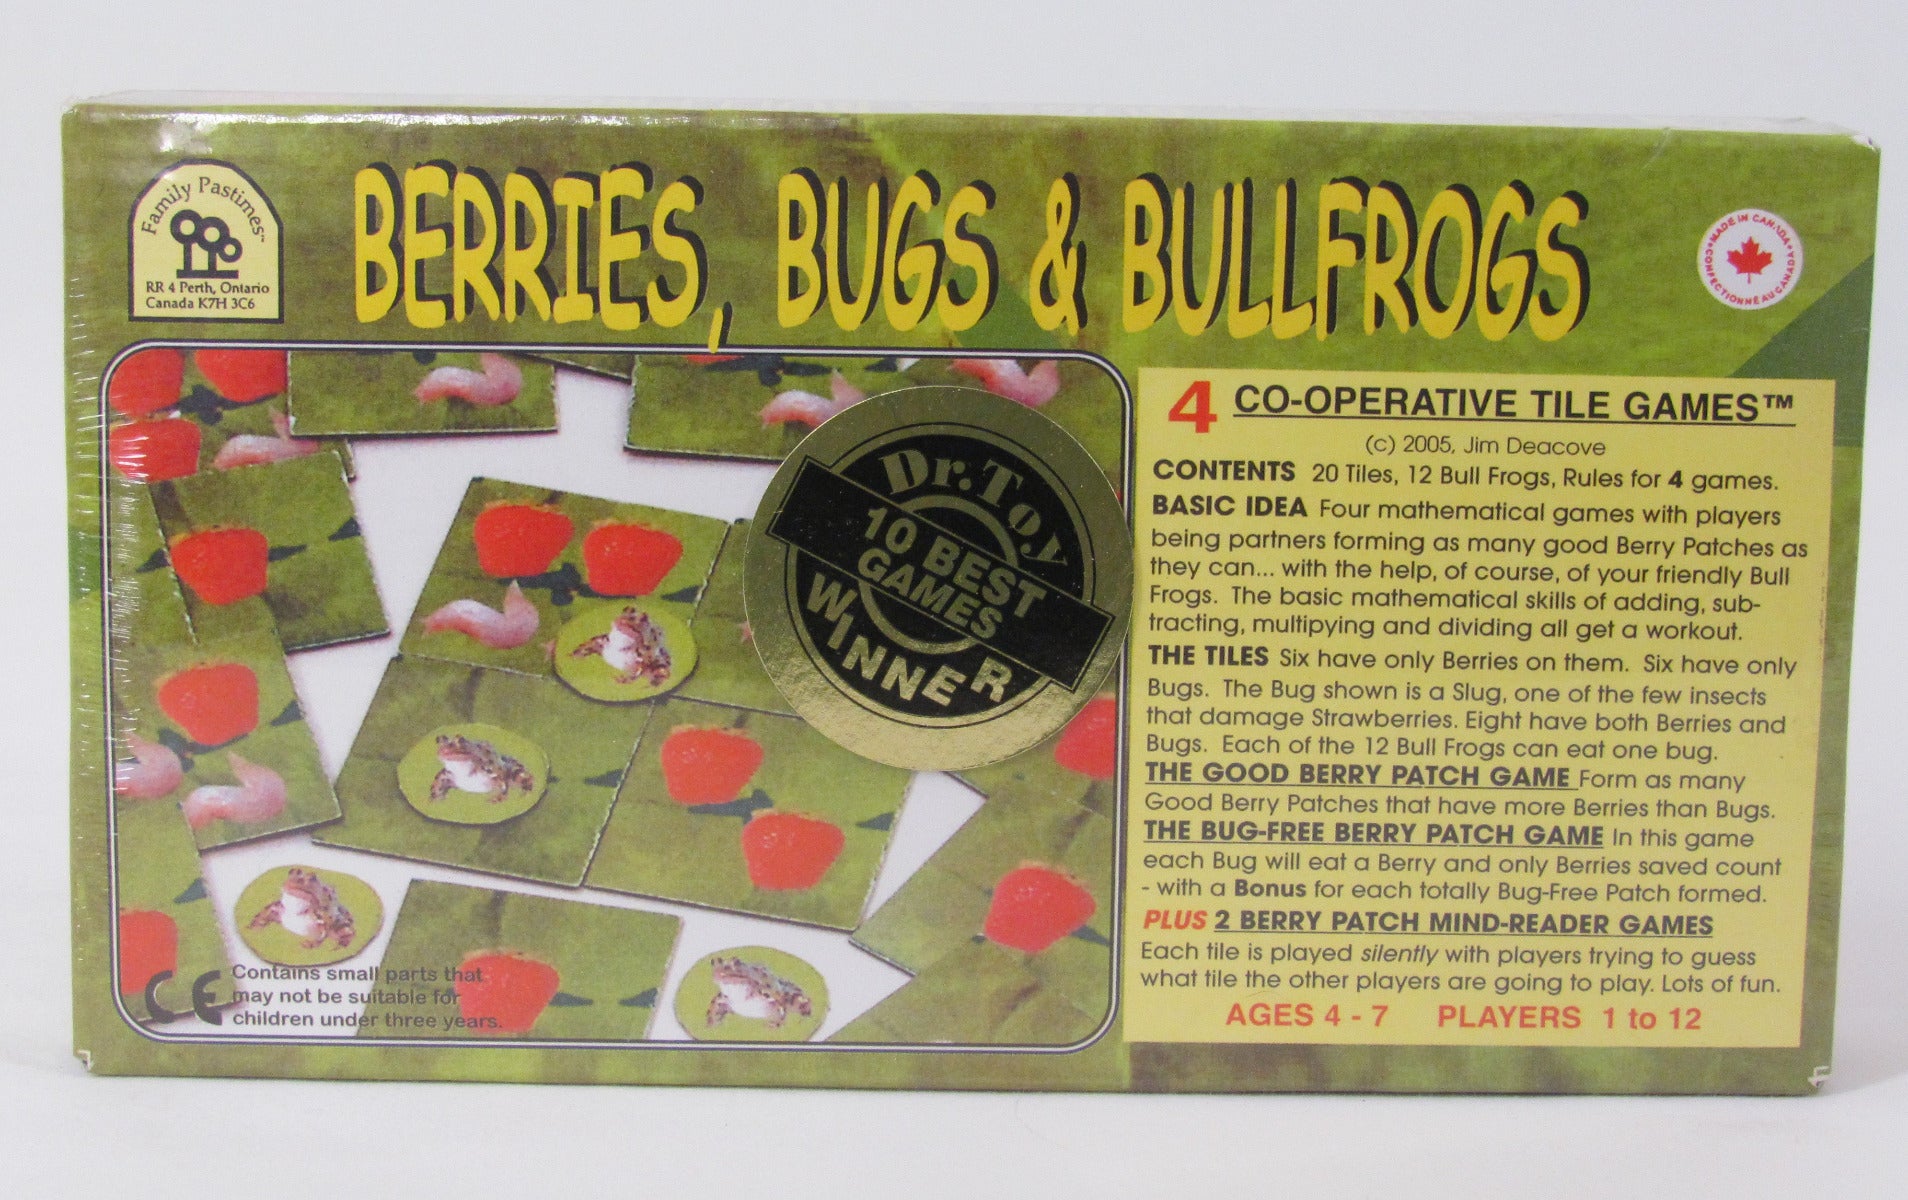 Family Pastimes™
RR 4 Perth, Ontario
Canada K7H 3C6
BERRIES, BUGS & BULLFROGS
•MADE IN CANADA•
CONFECTIONNÉ AU CANADA
Dr. Toy
10 BEST
GAMES
WINNER
4 CO-OPERATIVE TILE GAMES™
(c) 2005, Jim Deacove
CONTENTS 20 Tiles, 12 Bull Frogs, Rules for 4 games.
BASIC IDEA Four mathematical games with players
being partners forming as many good Berry Patches as
they can... with the help, of course, of your friendly Bull
Frogs. The basic mathematical skills of adding, sub-
tracting, multipying and dividing all get a workout.
THE TILES Six have only Berries on them. Six have only
Bugs. The Bug shown is a Slug, one of the few insects
that damage Strawberries. Eight have both Berries and
Bugs. Each of the 12 Bull Frogs can eat one bug.
THE GOOD BERRY PATCH GAME Form as many
Good Berry Patches that have more Berries than Bugs.
THE BUG-FREE BERRY PATCH GAME In this game
each Bug will eat a Berry and only Berries saved count
- with a Bonus for each totally Bug-Free Patch formed.
PLUS 2 BERRY PATCH MIND-READER GAMES
Each tile is played silently with players trying to guess
what tile the other players are going to play. Lots of fun.
AGES 4 - 7 PLAYERS 1 to 12
CE
Contains small parts that
may not be suitable for
children under three years.